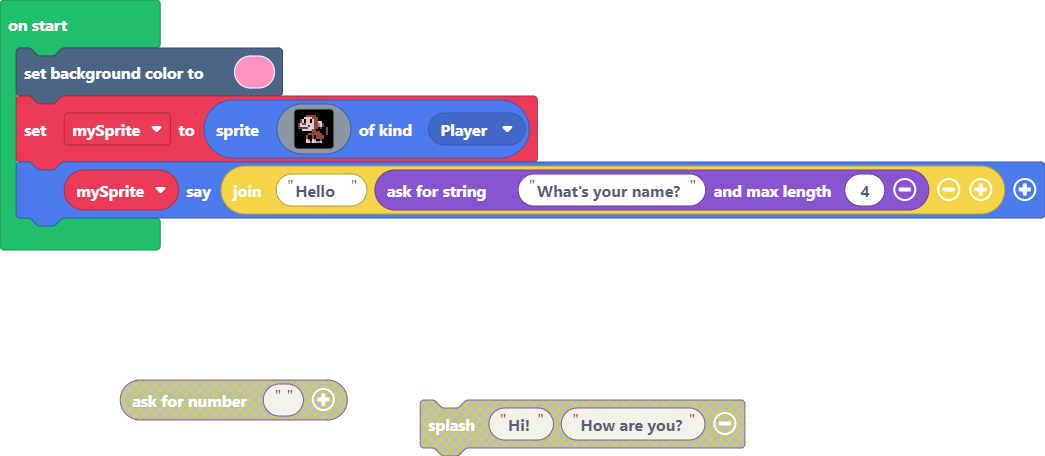 on start
set background color to
set mySprite to sprite of kind Player
mySprite say join "Hello " ask for string "What's your name? " and max length 4
ask for number " "
splash "Hi! " "How are you? "